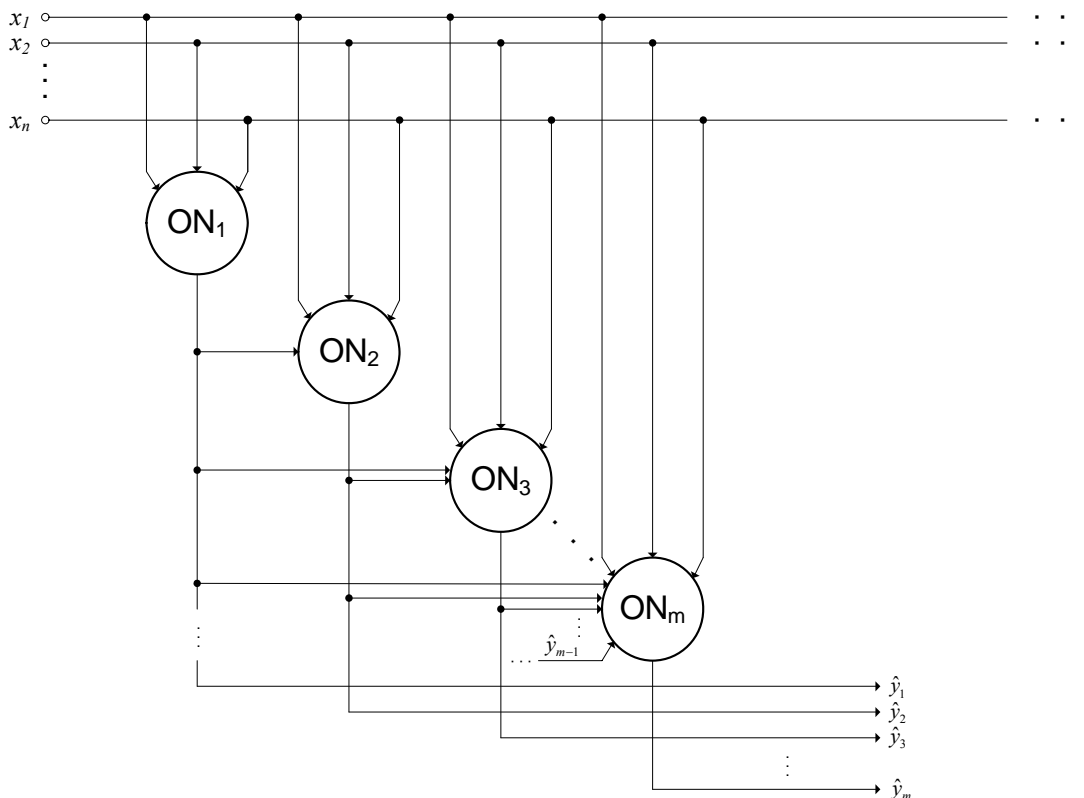 x₁
x₂
xₙ
ON₁
ON₂
ON₃
ONₘ
ŷₘ₋₁
ŷ₁
ŷ₂
ŷ₃
ŷₘ